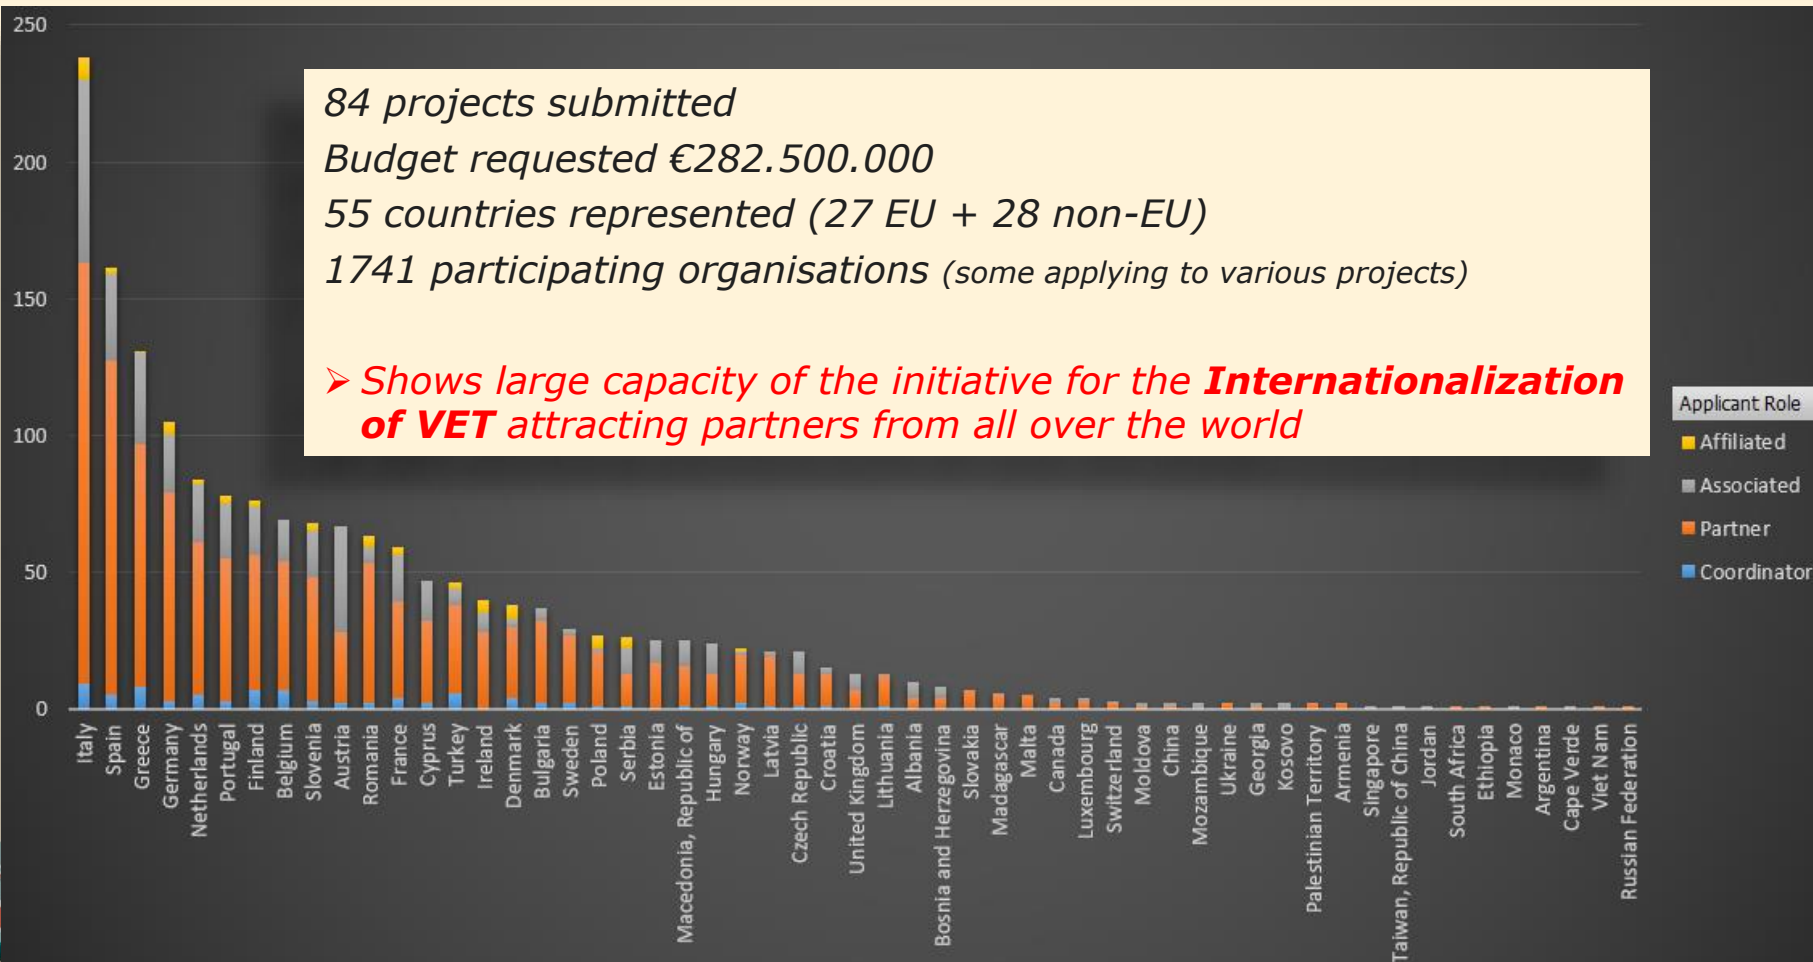 250
200
150
100
50
0
84 projects submitted
Budget requested €282.500.000
55 countries represented (27 EU + 28 non-EU)
1741 participating organisations (some applying to various projects)
➢ Shows large capacity of the initiative for the Internationalization
of VET attracting partners from all over the world
Applicant Role
Affiliated
Associated
Partner
Coordinator
Italy
Spain
Greece
Germany
Netherlands
Portugal
Finland
Belgium
Slovenia
Austria
Romania
France
Cyprus
Turkey
Ireland
Denmark
Bulgaria
Sweden
Poland
Serbia
Estonia
Macedonia, Republic of
Hungary
Norway
Latvia
Czech Republic
Croatia
United Kingdom
Lithuania
Albania
Bosnia and Herzegovina
Slovakia
Madagascar
Malta
Canada
Luxembourg
Switzerland
Moldova
China
Mozambique
Ukraine
Georgia
Kosovo
Palestinian Territory
Armenia
Singapore
Taiwan, Republic of China
Jordan
South Africa
Ethiopia
Monaco
Argentina
Cape Verde
Viet Nam
Russian Federation